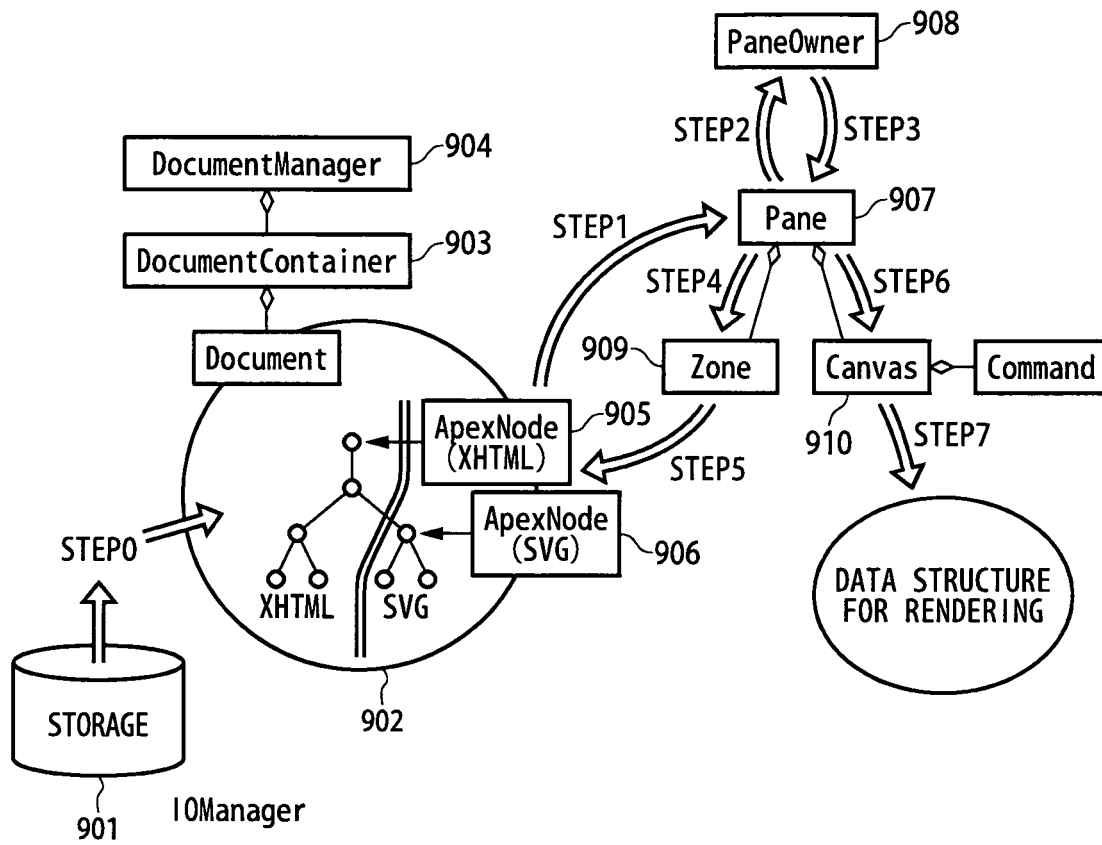 PaneOwner
908
STEP2
STEP3
DocumentManager
904
Pane
907
DocumentContainer
903
STEP1
STEP4
STEP6
Document
909
Zone
Canvas
Command
910
ApexNode
(XHTML)
905
STEP5
STEP7
ApexNode
(SVG)
906
STEP0
XHTML
SVG
DATA STRUCTURE
FOR RENDERING
STORAGE
902
901
IOManager